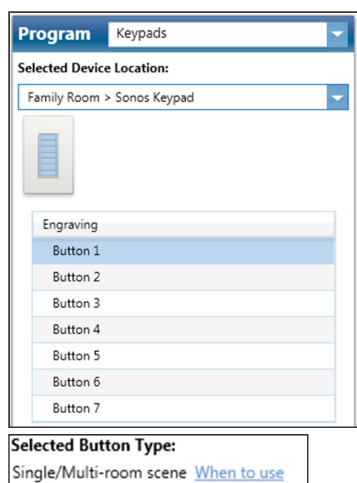 Program Keypads
Selected Device Location:
Family Room > Sonos Keypad
Engraving
Button 1
Button 2
Button 3
Button 4
Button 5
Button 6
Button 7
Selected Button Type:
Single/Multi-room scene When to use